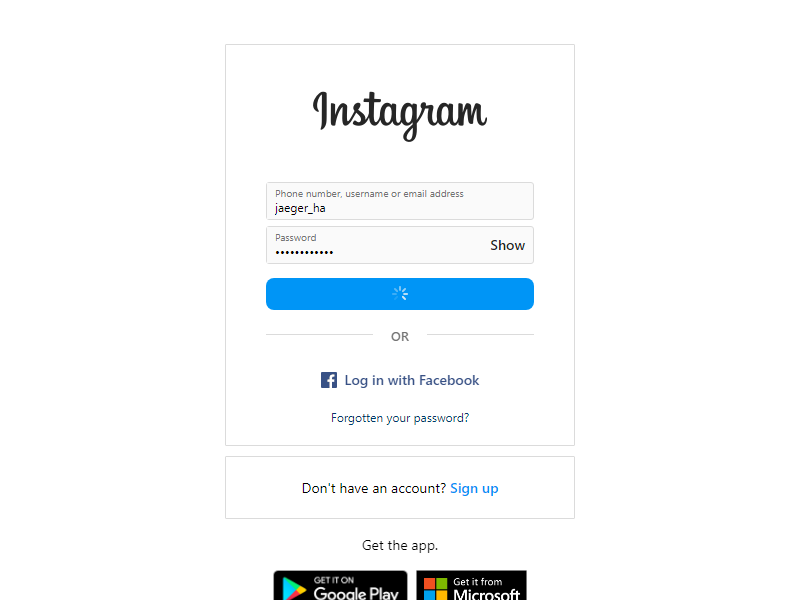 Instagram
Phone number, username or email address
jaeger_ha
Password
••••••••••••
Show
OR
Log in with Facebook
Forgotten your password?
Don't have an account? Sign up
Get the app.
GET IT ON
Google Play
Get it from
Microsoft